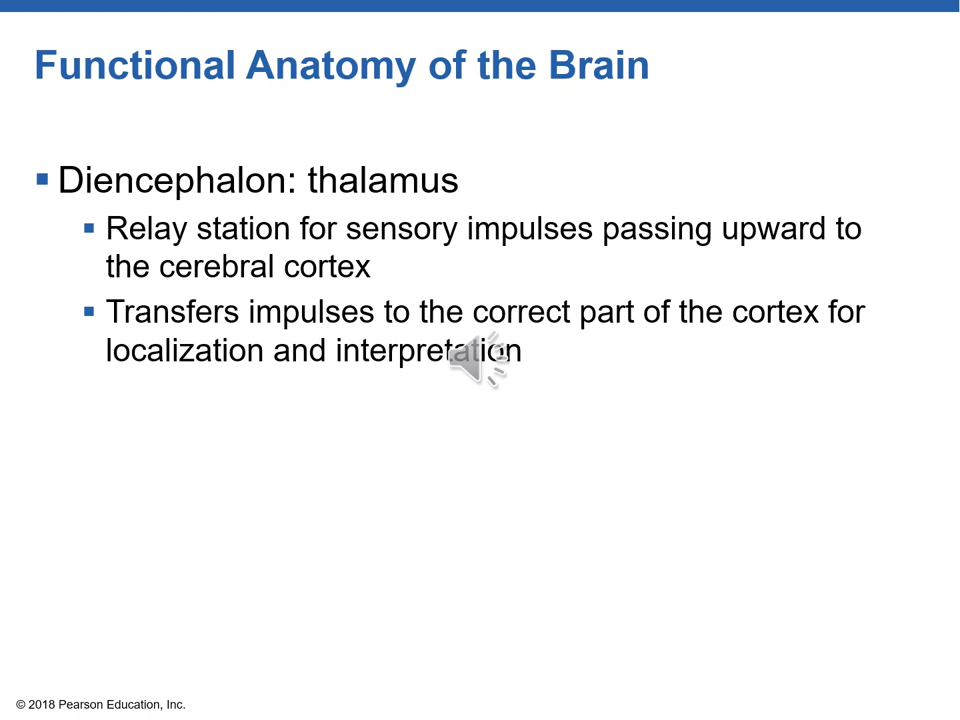 Functional Anatomy of the Brain
▪ Diencephalon: thalamus
▪ Relay station for sensory impulses passing upward to
the cerebral cortex
▪ Transfers impulses to the correct part of the cortex for
localization and interpretation
© 2018 Pearson Education, Inc.